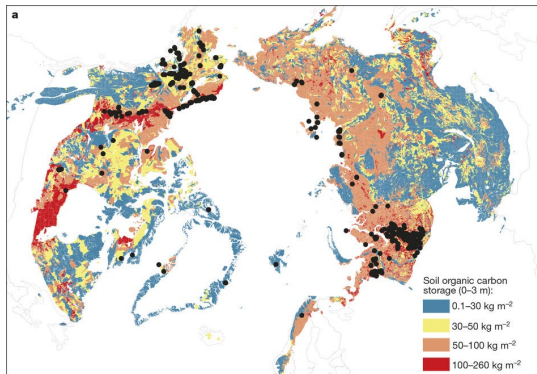 a
Soil organic carbon
storage (0–3 m):
0.1–30 kg m⁻²
30–50 kg m⁻²
50–100 kg m⁻²
100–260 kg m⁻²